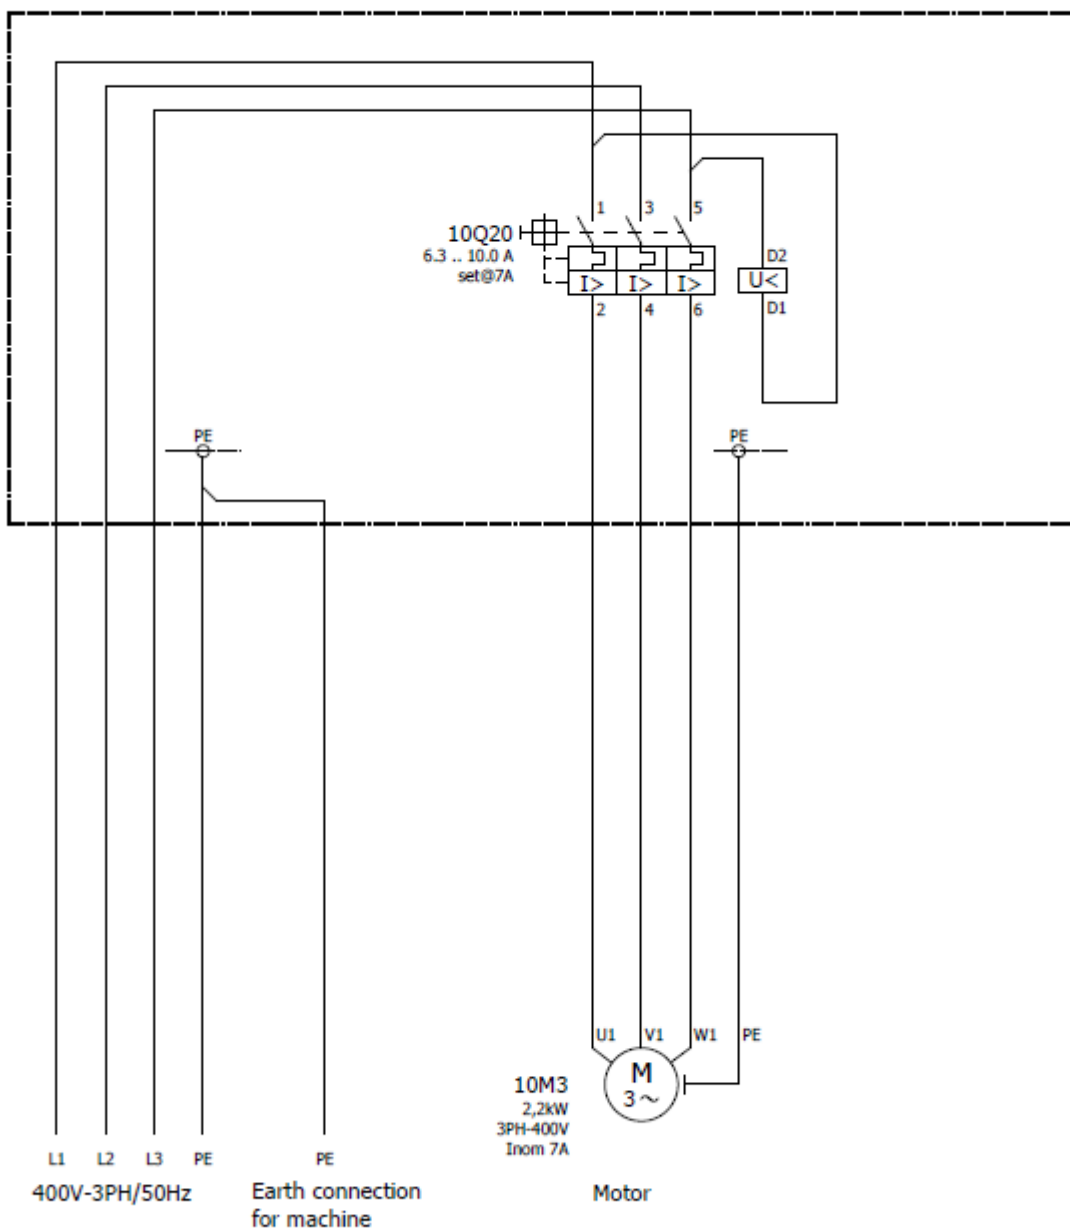 1 3 5
10Q20
6.3 .. 10.0 A
set@7A
D2
I> I> I> U<
2 4 6 D1
PE PE
U1 V1 W1 PE
10M3
2,2kW
3PH-400V
Inom 7A
M
3~
L1 L2 L3 PE PE
400V-3PH/50Hz
Earth connection
for machine
Motor